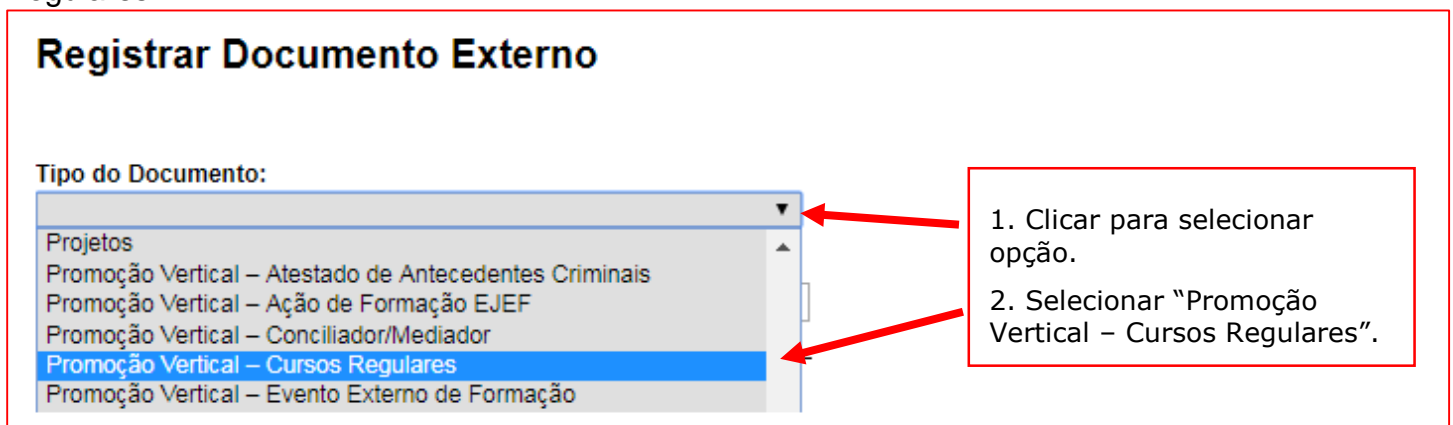 Registrar Documento Externo
Tipo do Documento:
Projetos
Promoção Vertical – Atestado de Antecedentes Criminais
Promoção Vertical – Ação de Formação EJEF
Promoção Vertical – Conciliador/Mediador
Promoção Vertical – Cursos Regulares
Promoção Vertical – Evento Externo de Formação
1. Clicar para selecionar
opção.
2. Selecionar “Promoção
Vertical – Cursos Regulares”.